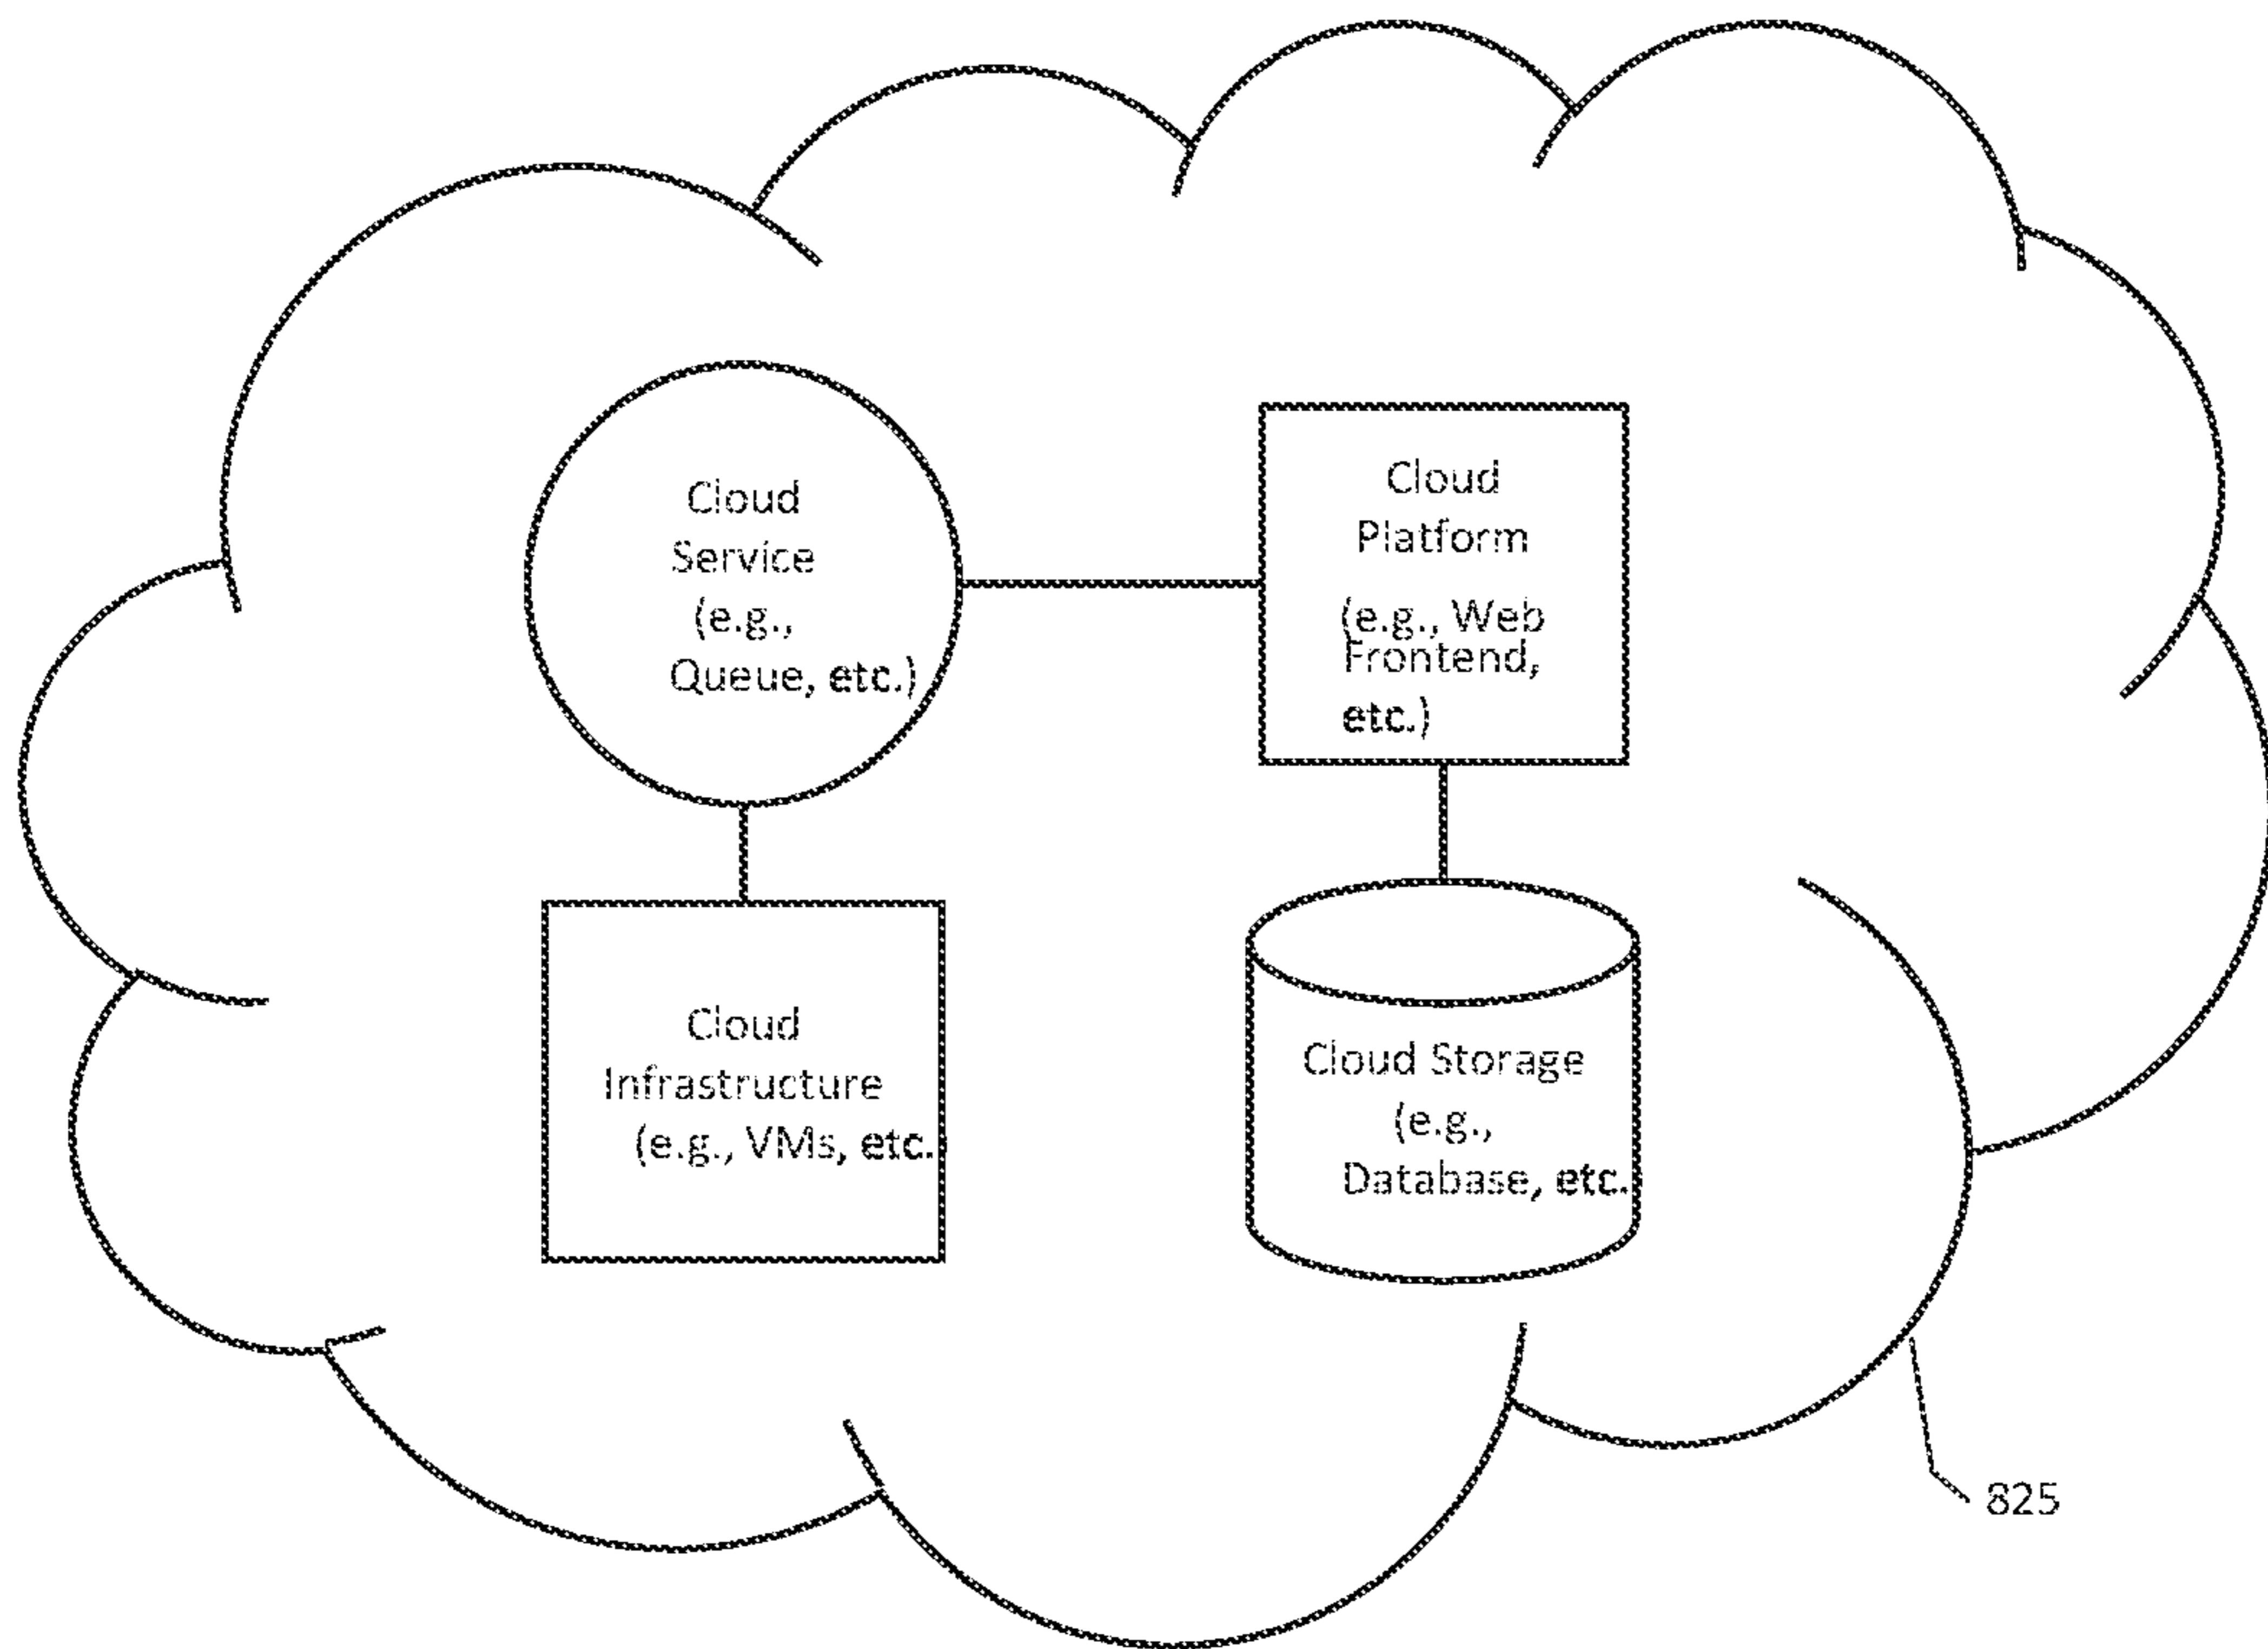 Cloud
Service
(e.g.,
Queue, etc.)
Cloud
Platform
(e.g., Web
Frontend,
etc.)
Cloud
Infrastructure
(e.g., VMs, etc.)
Cloud Storage
(e.g.,
Database, etc.)
825